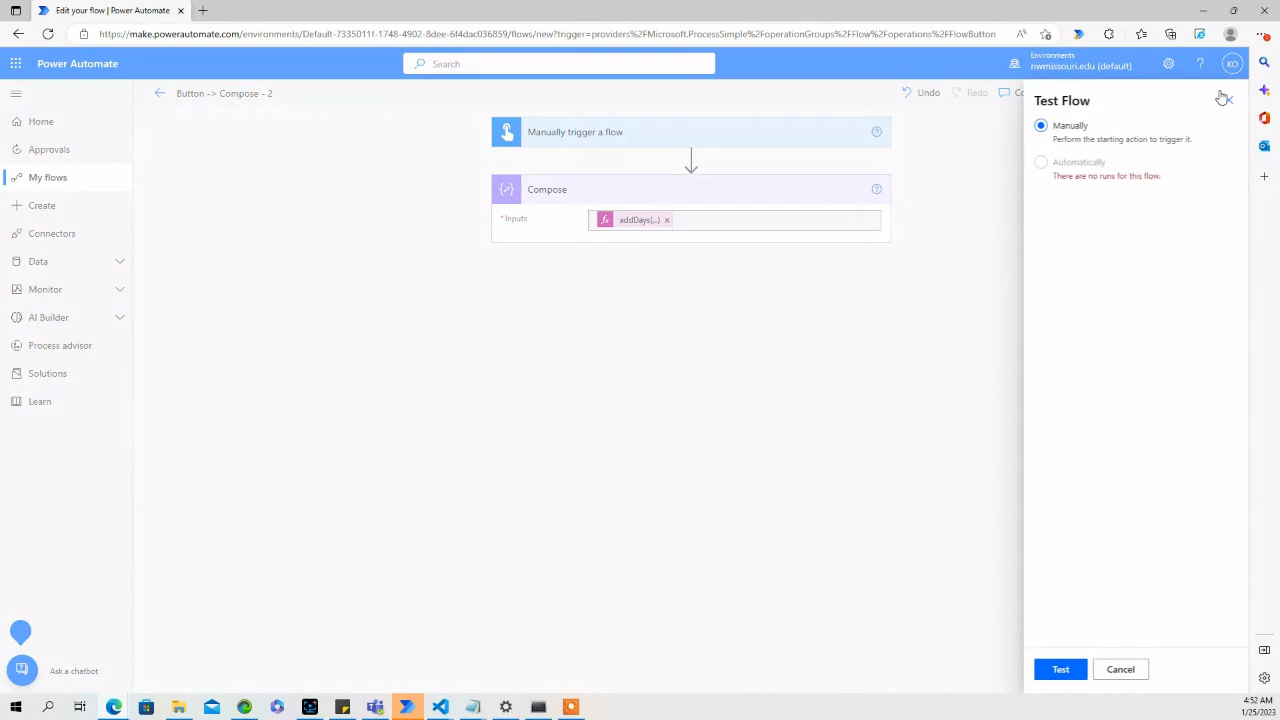 Edit your flow | Power Automate
https://make.powerautomate.com/environments/Default-7335011f-1748-4902-8dee-6f4dac036859/flows/new?trigger=providers%2FMicrosoft.ProcessSimple%2FoperationGroups%2FFlow%2Foperations%2FFlowButton
Power Automate
Search
Environments
nwmissouri.edu (default)
KO
Button -> Compose - 2
Undo
Redo
Co
Home
Approvals
My flows
Create
Connectors
Data
Monitor
AI Builder
Process advisor
Solutions
Learn
Ask a chatbot
Manually trigger a flow
Compose
* Inputs
fx addDays(...) ×
Test Flow
Manually
Perform the starting action to trigger it.
Automatically
There are no runs for this flow.
Test
Cancel
4:52 AM
1/25/2023